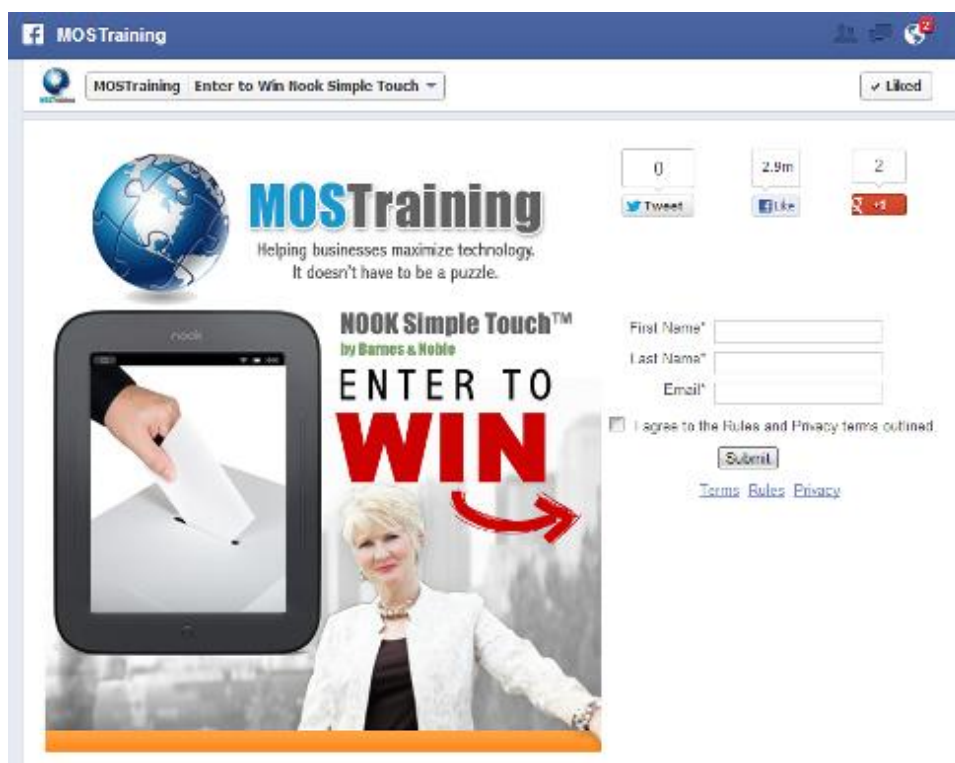 MOSTraining
2
MOSTraining Enter to Win Nook Simple Touch
Liked
MOSTraining
Helping businesses maximize technology.
It doesn't have to be a puzzle.
0
2.9m
2
Tweet
Like
+1
nook
NOOK Simple Touch™
by Barnes & Noble
ENTER TO
WIN
First Name*
Last Name*
Email*
I agree to the Rules and Privacy terms outlined.
Submit
Terms Rules Privacy